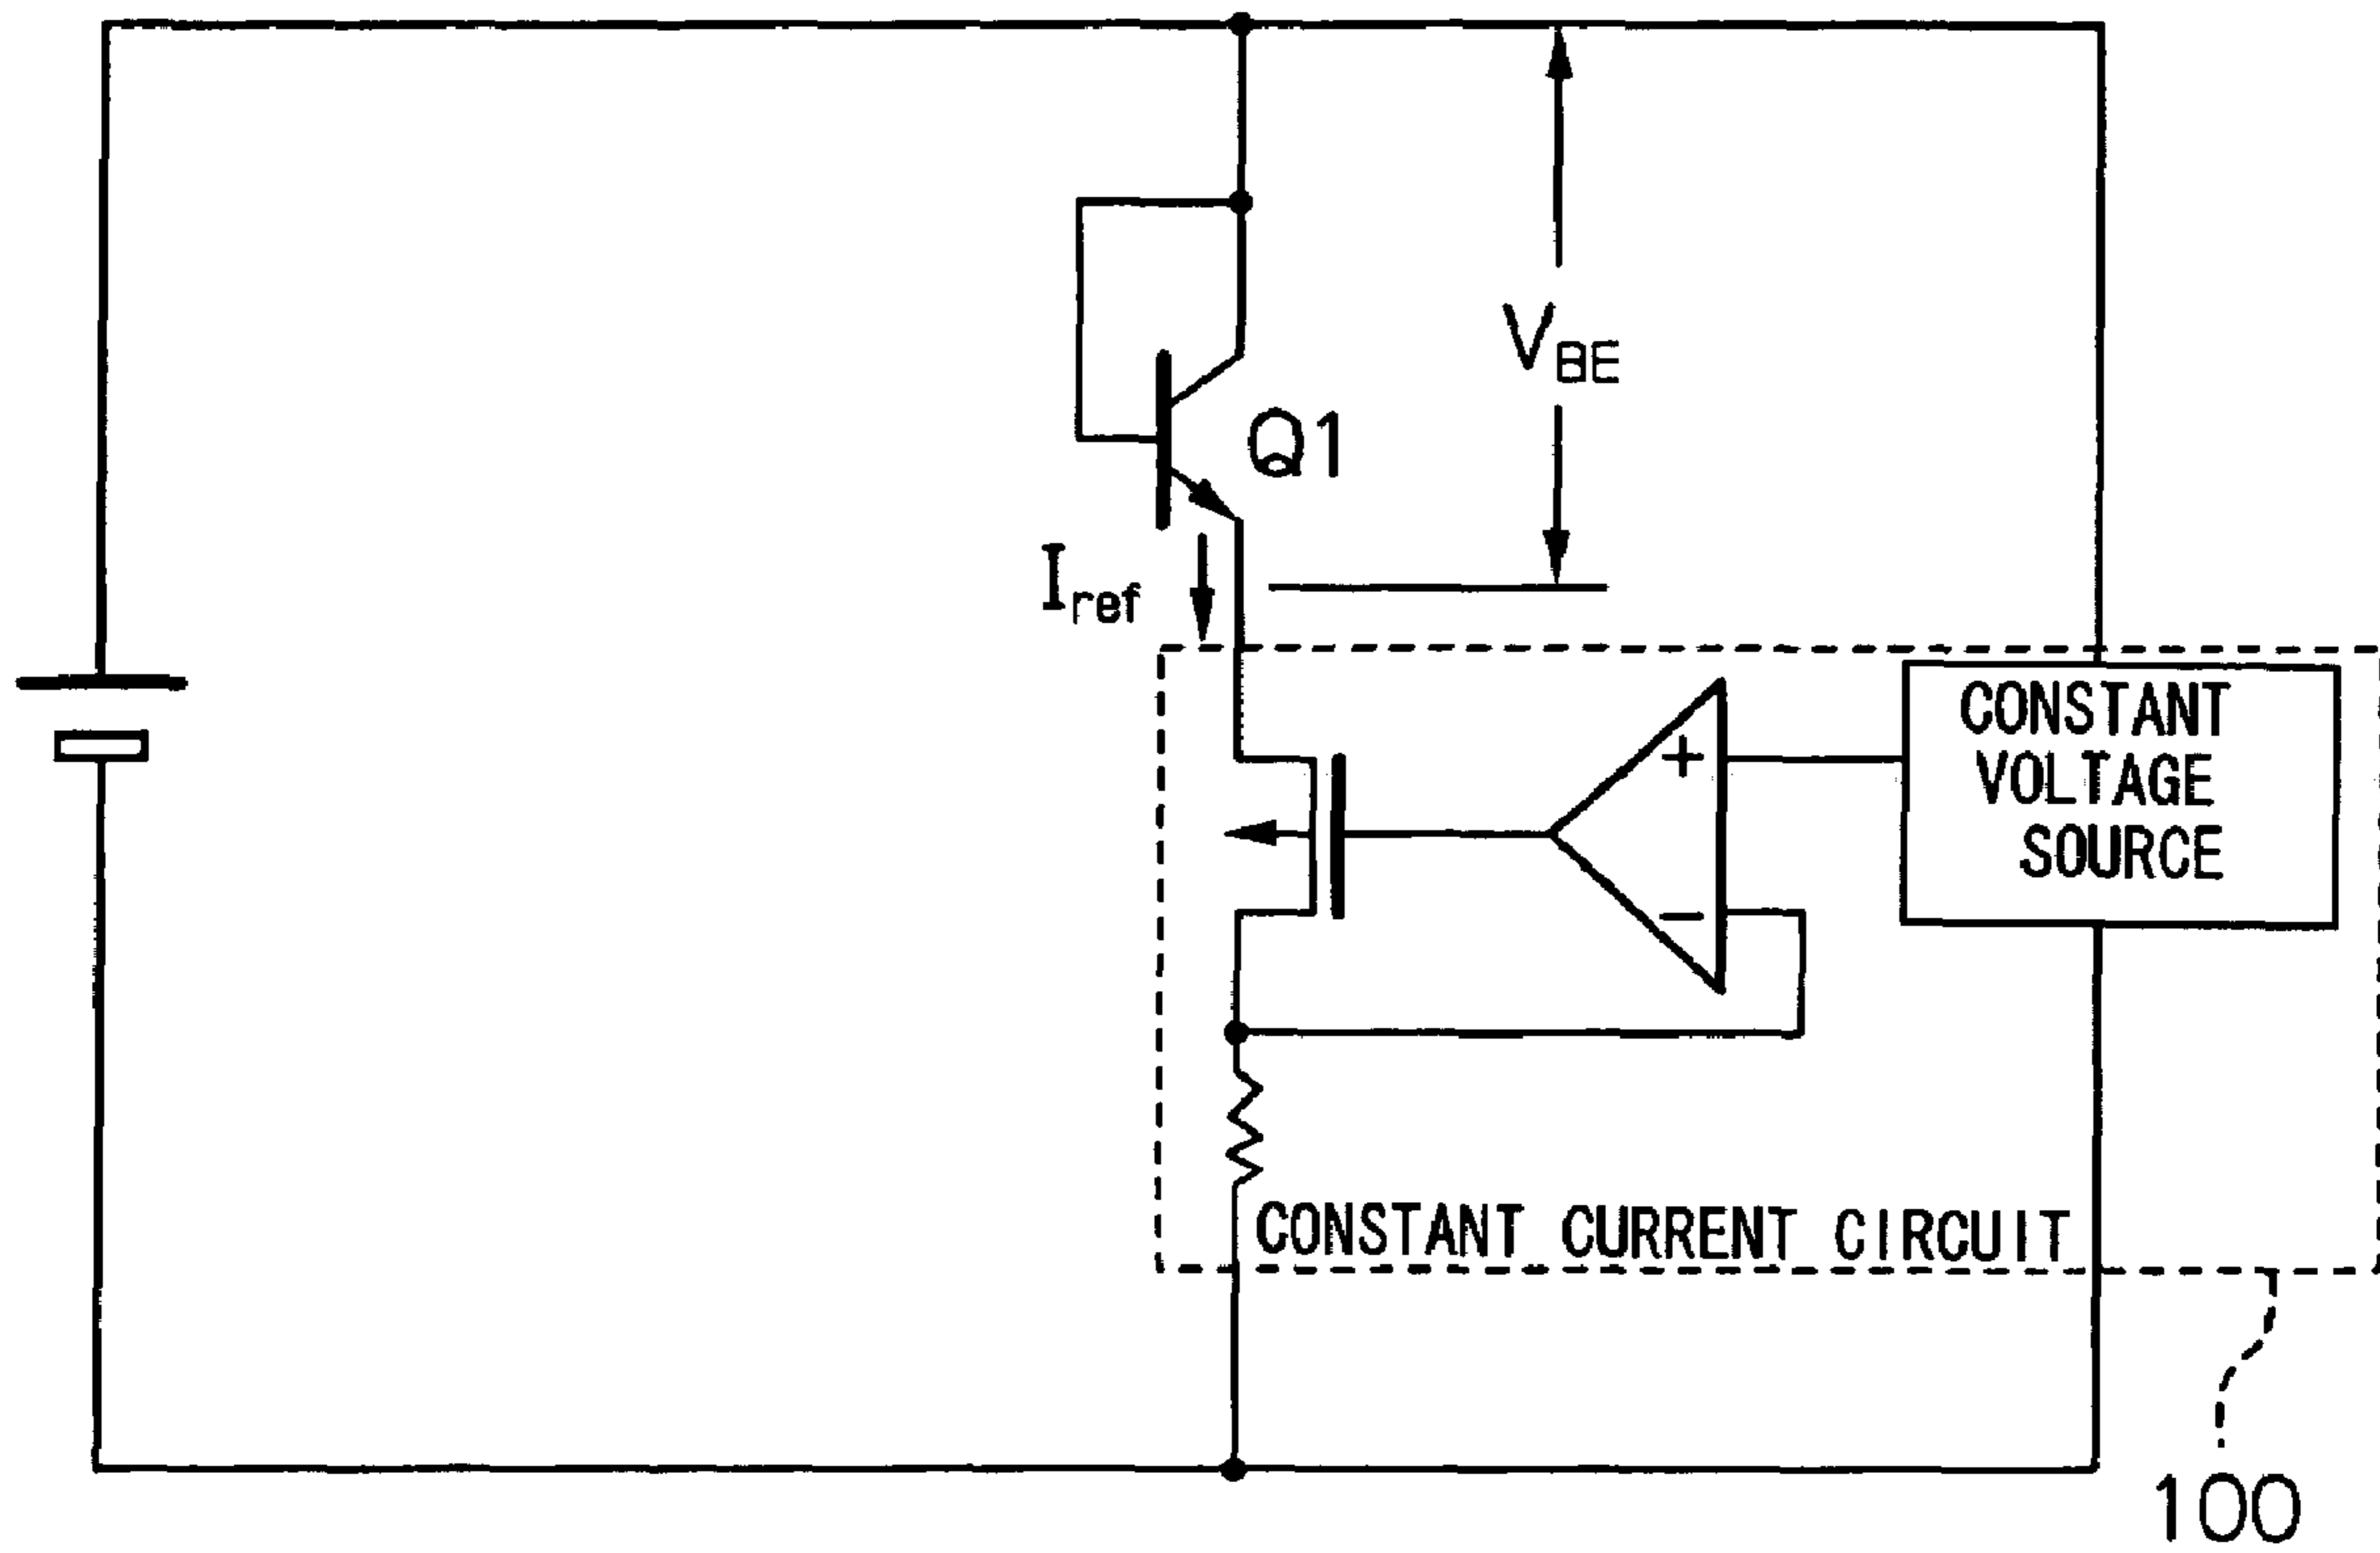 V_BE
Q1
I_ref
CONSTANT
VOLTAGE
SOURCE
+
−
CONSTANT CURRENT CIRCUIT
100